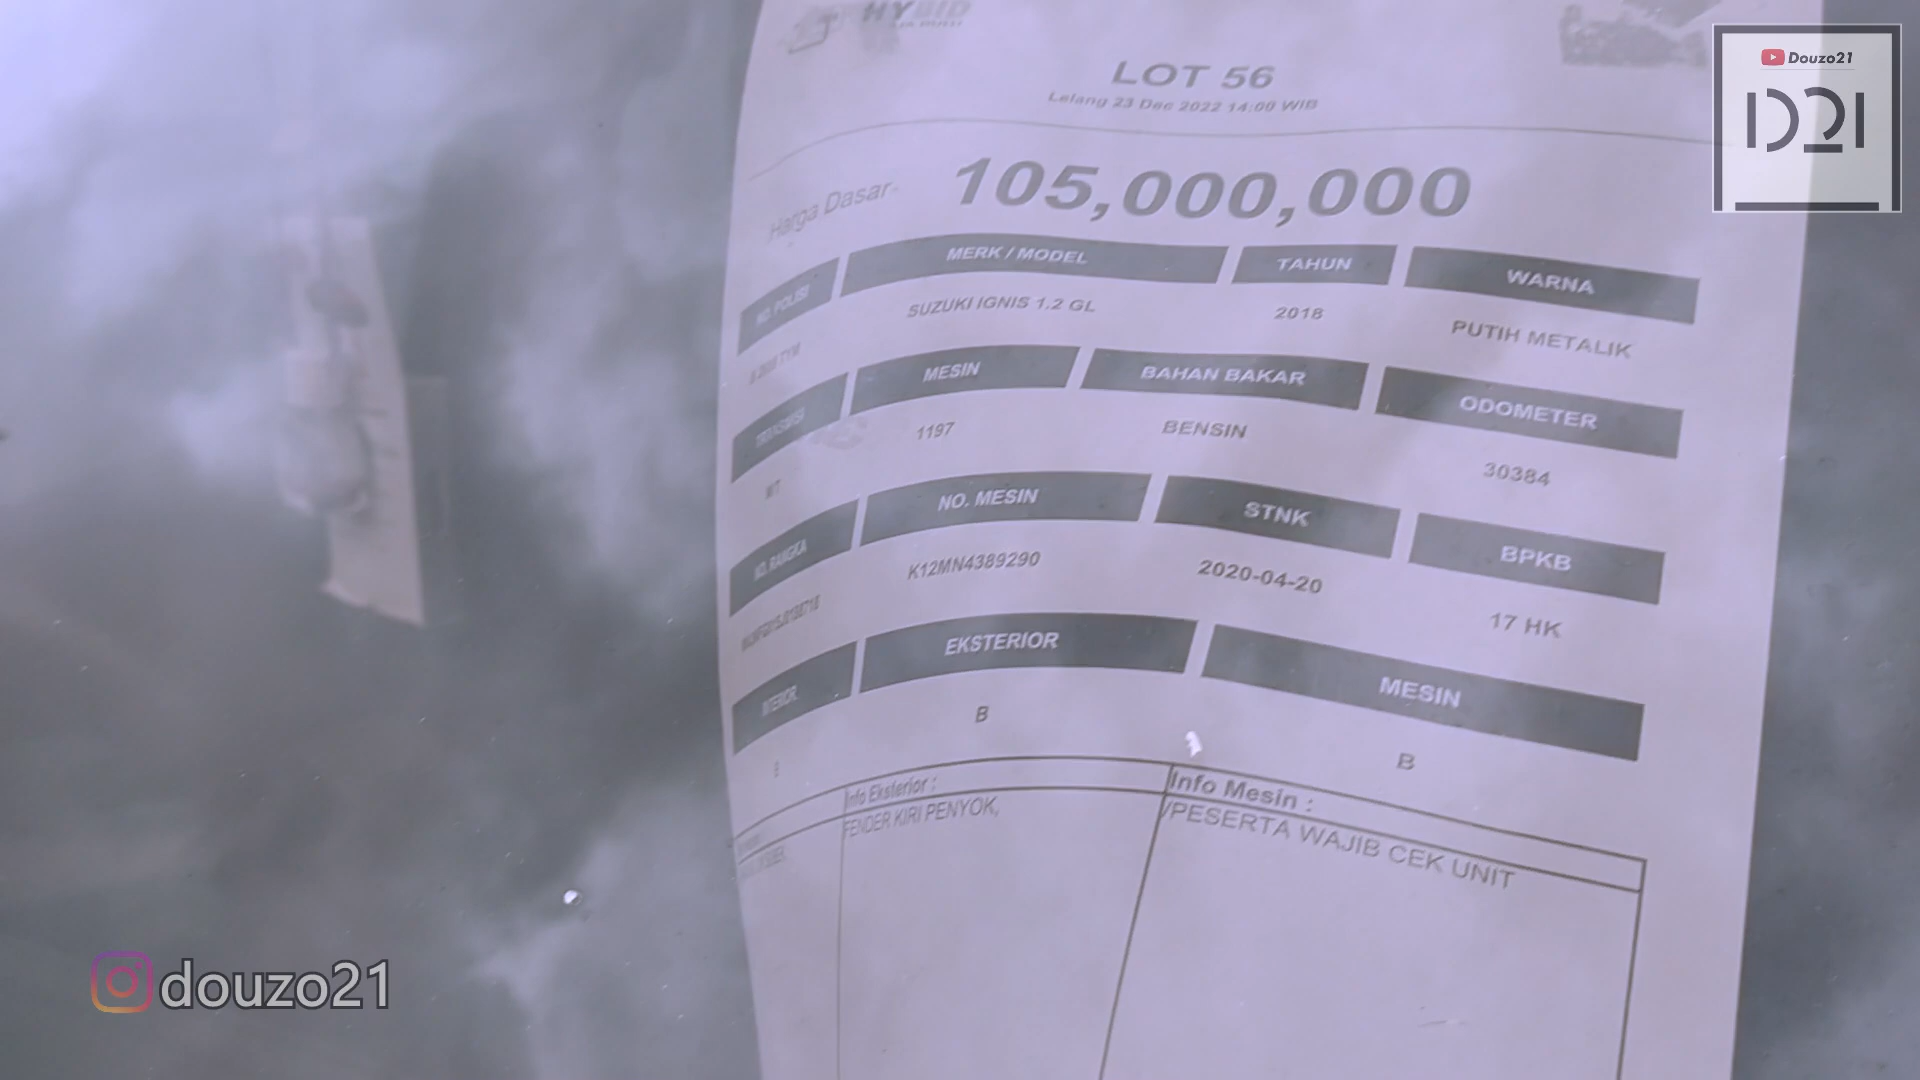 HYBID
LOT 56
Lelang 23 Dec 2022 14:00 WIB
Harga Dasar
105,000,000
NO. POLISI MERK / MODEL TAHUN WARNA
SUZUKI IGNIS 1.2 GL 2018 PUTIH METALIK
TRANSMISI MESIN BAHAN BAKAR ODOMETER
MT 1197 BENSIN 30384
NO. RANGKA NO. MESIN STNK BPKB
K12MN4389290 2020-04-20 17 HK
INTERIOR EKSTERIOR MESIN
B B
Info Eksterior : Info Mesin :
FENDER KIRI PENYOK, /PESERTA WAJIB CEK UNIT
Douzo21
D21
douzo21